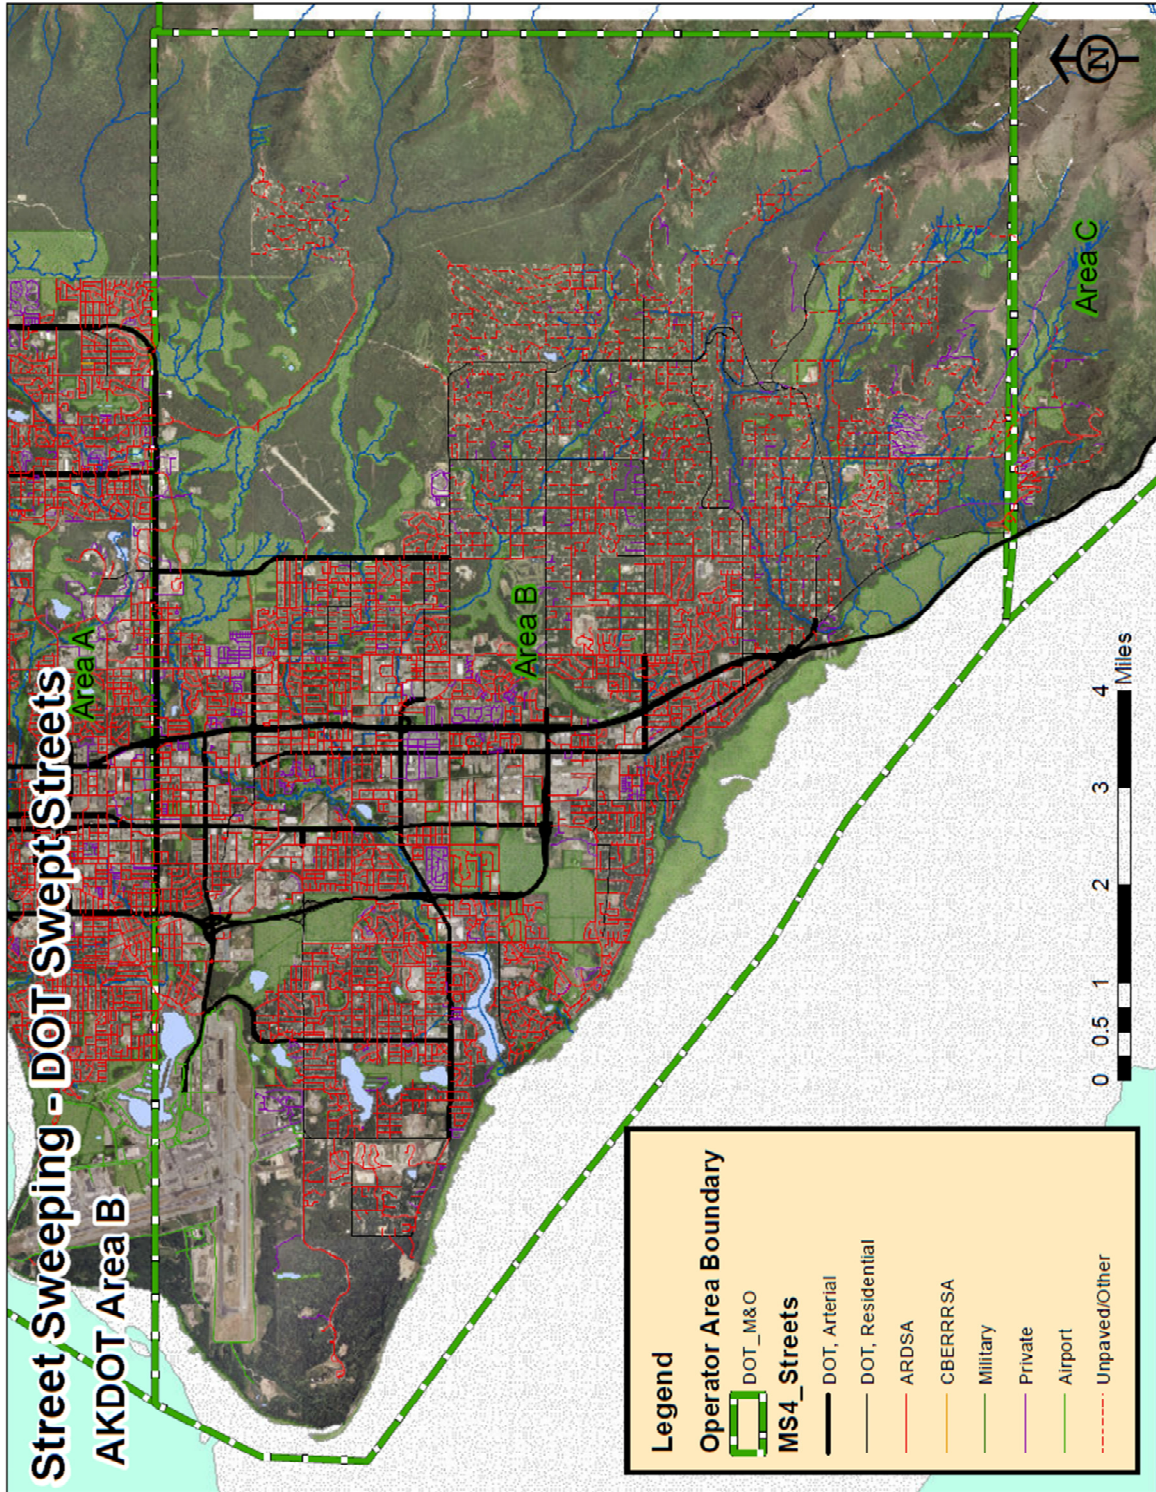 Street Sweeping - DOT Swept Streets
AKDOT Area B
Area A
Area B
Area C
N
Legend
Operator Area Boundary
DOT_M&O
MS4_Streets
DOT, Arterial
DOT, Residential
ARDSA
CBERRRSA
Military
Private
Airport
Unpaved/Other
0 0.5 1 2 3 4
Miles